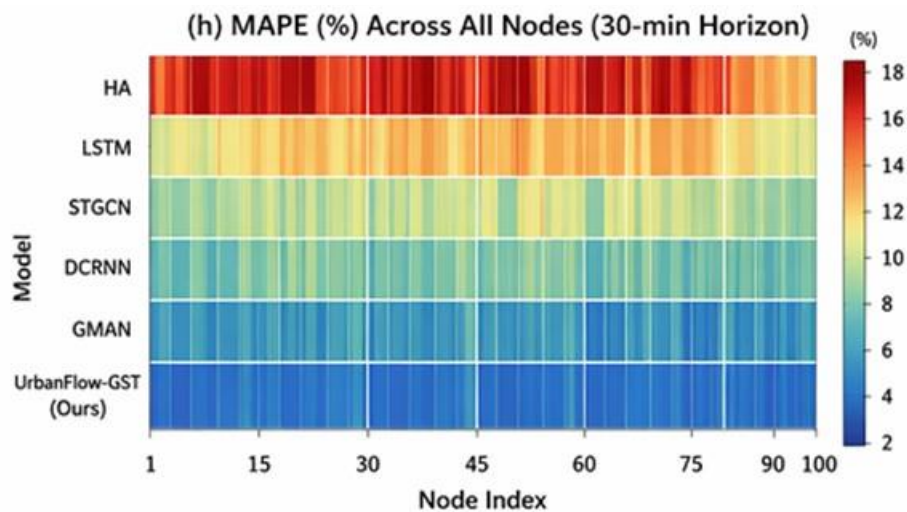 (h) MAPE (%) Across All Nodes (30-min Horizon)
(%)
HA
LSTM
STGCN
DCRNN
GMAN
UrbanFlow-GST
(Ours)
Model
18
16
14
12
10
8
6
4
2
1 15 30 45 60 75 90 100
Node Index